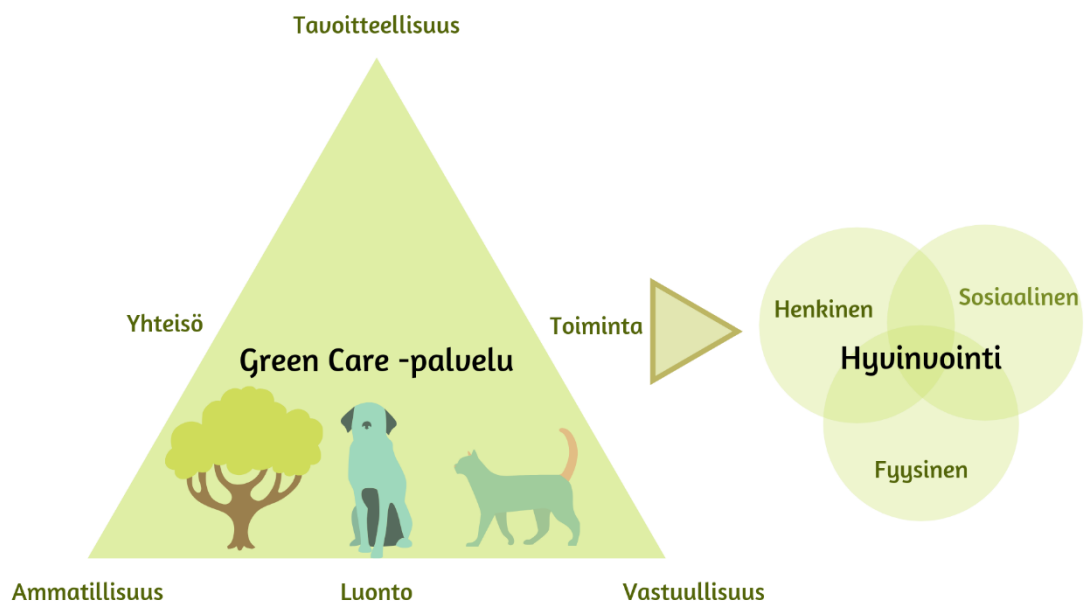 Tavoitteellisuus
Yhteisö
Toiminta
Green Care -palvelu
Ammatillisuus
Luonto
Vastuullisuus
Henkinen
Sosiaalinen
Hyvinvointi
Fyysinen